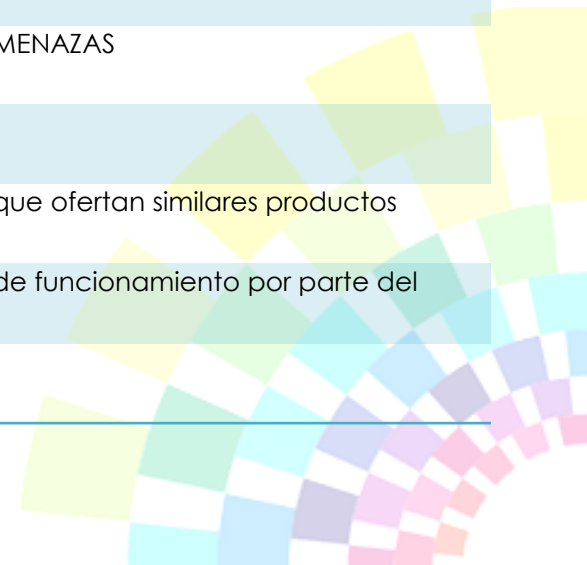 MENAZAS
que ofertan similares productos
de funcionamiento por parte del